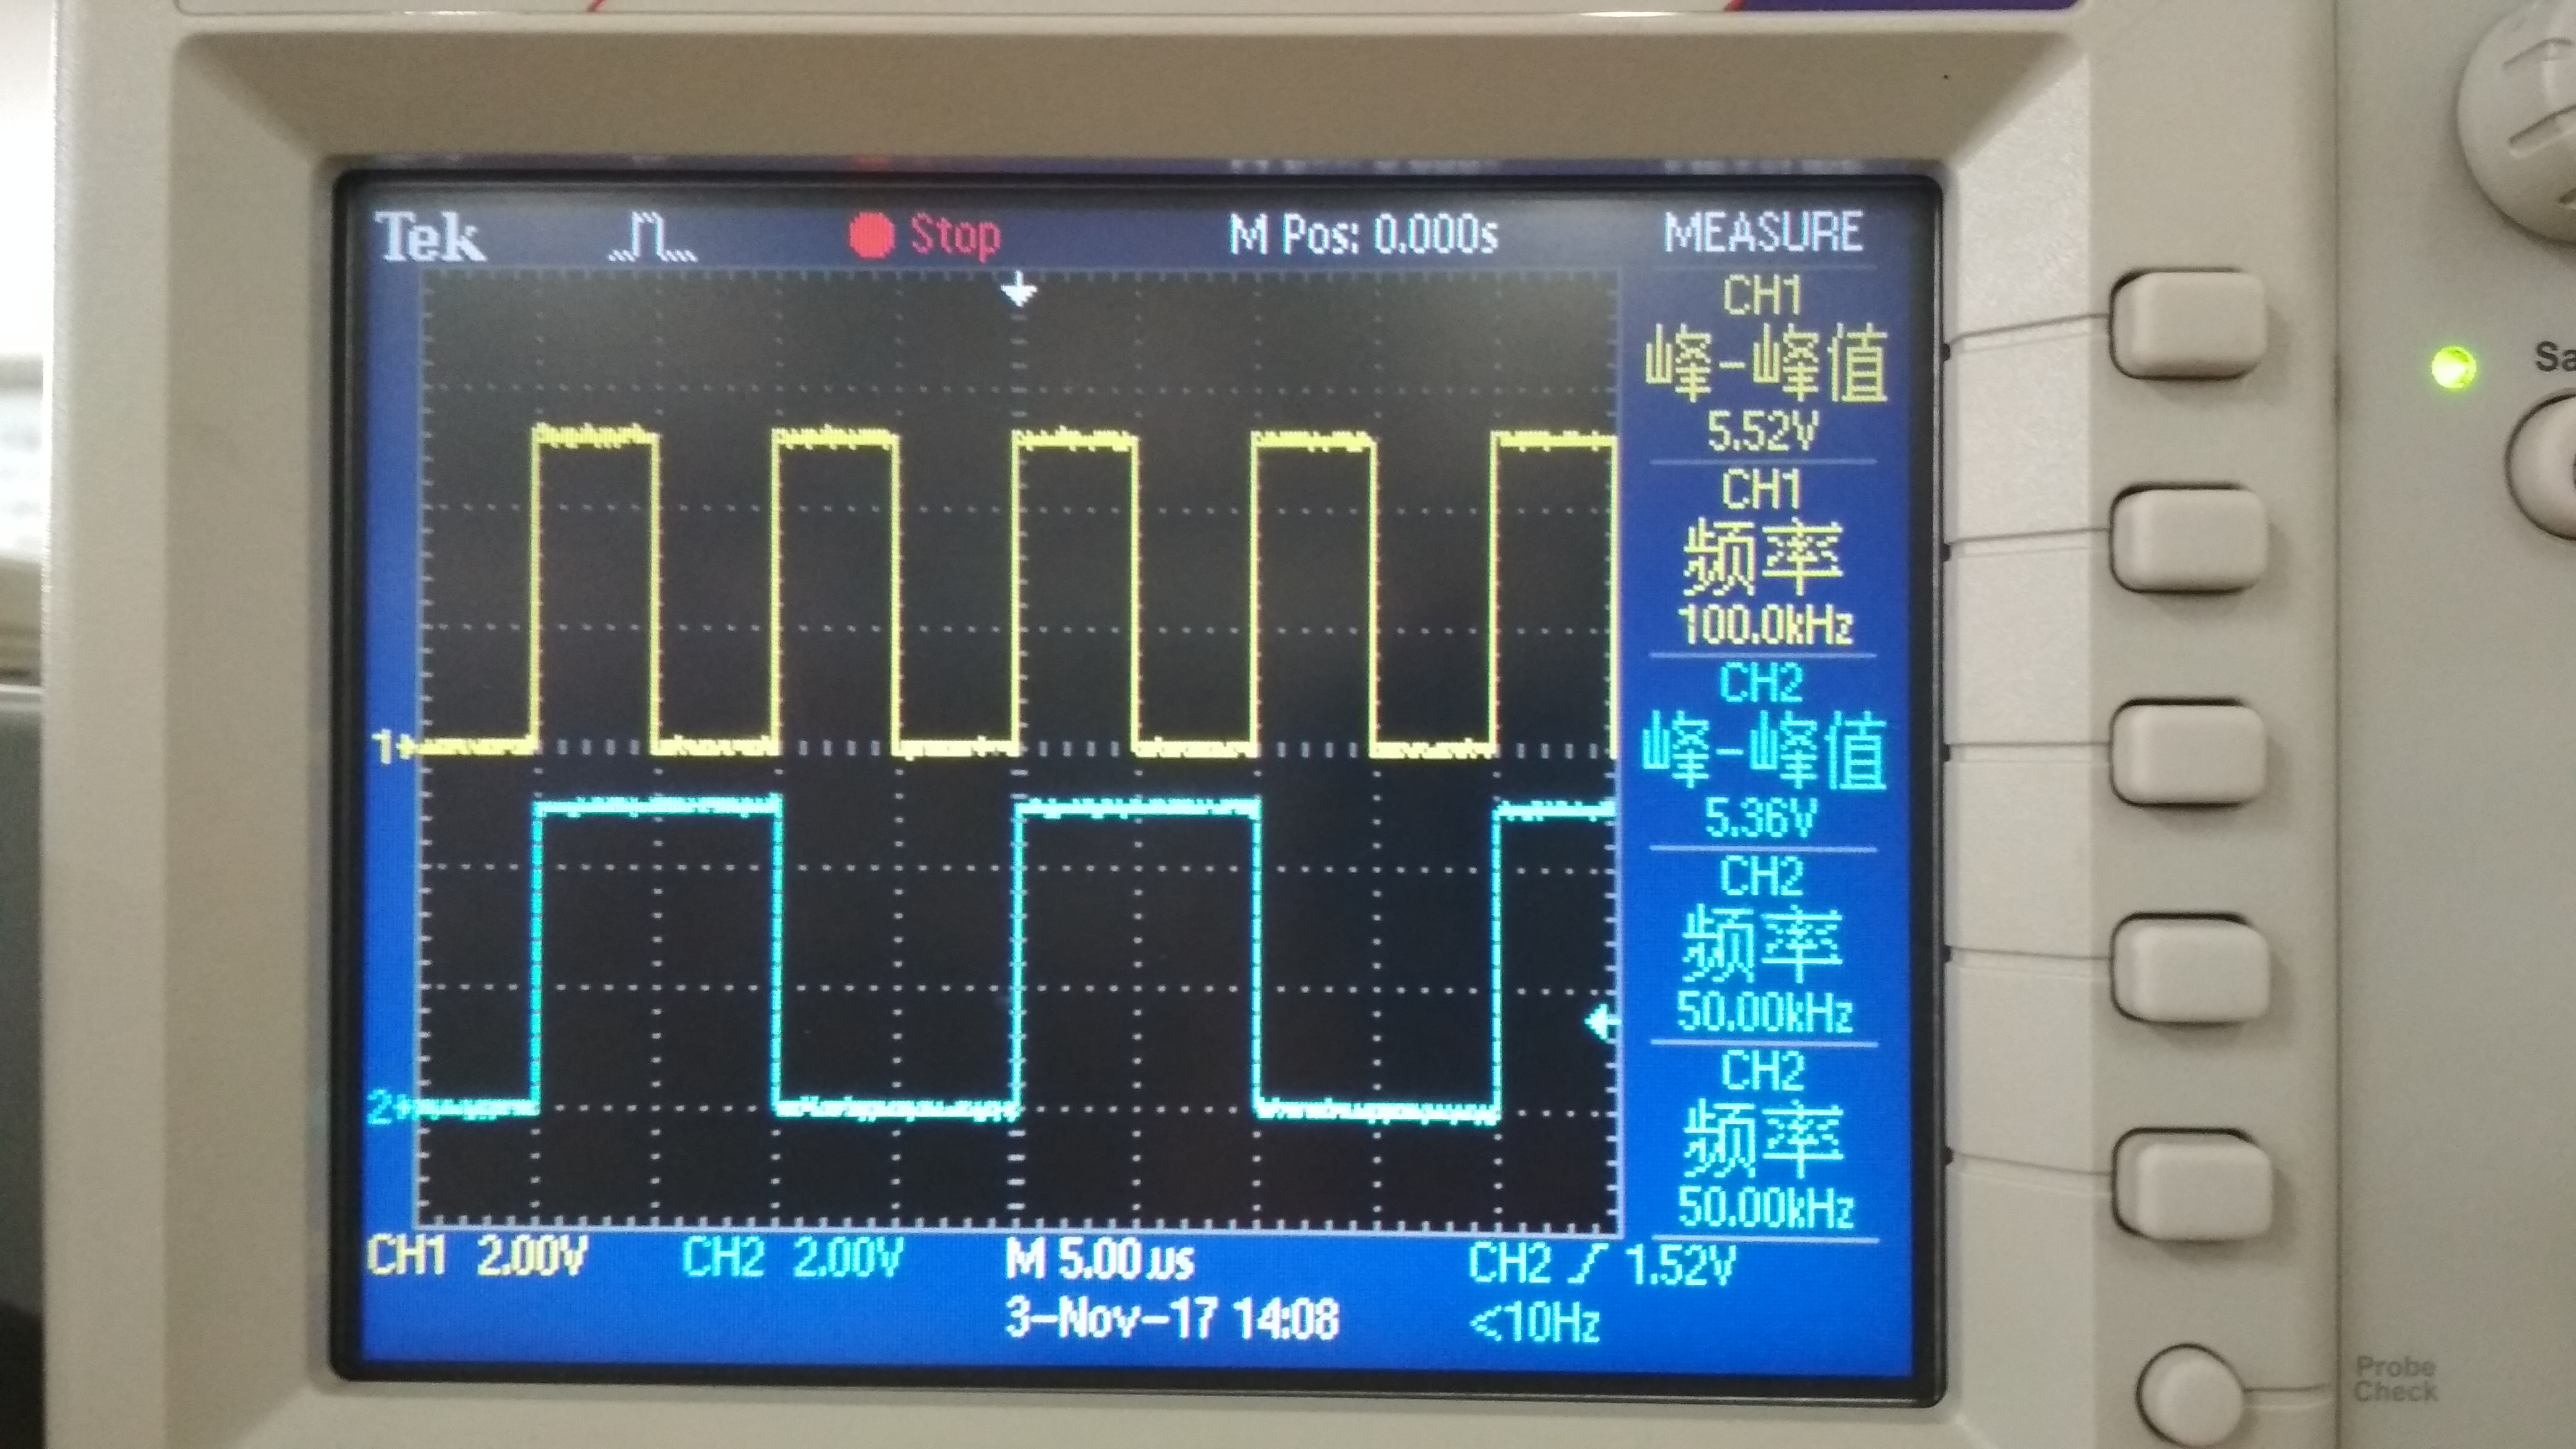 Tek
Stop
M Pos: 0.000s
MEASURE
CH1
峰-峰值
5.52V
CH1
频率
100.0kHz
CH2
峰-峰值
5.36V
CH2
频率
50.00kHz
CH2
频率
50.00kHz
1
2
CH1 2.00V
CH2 2.00V
M 5.00µs
CH2 1.52V
3-Nov-17 14:08
<10Hz
Sa
Probe
Check